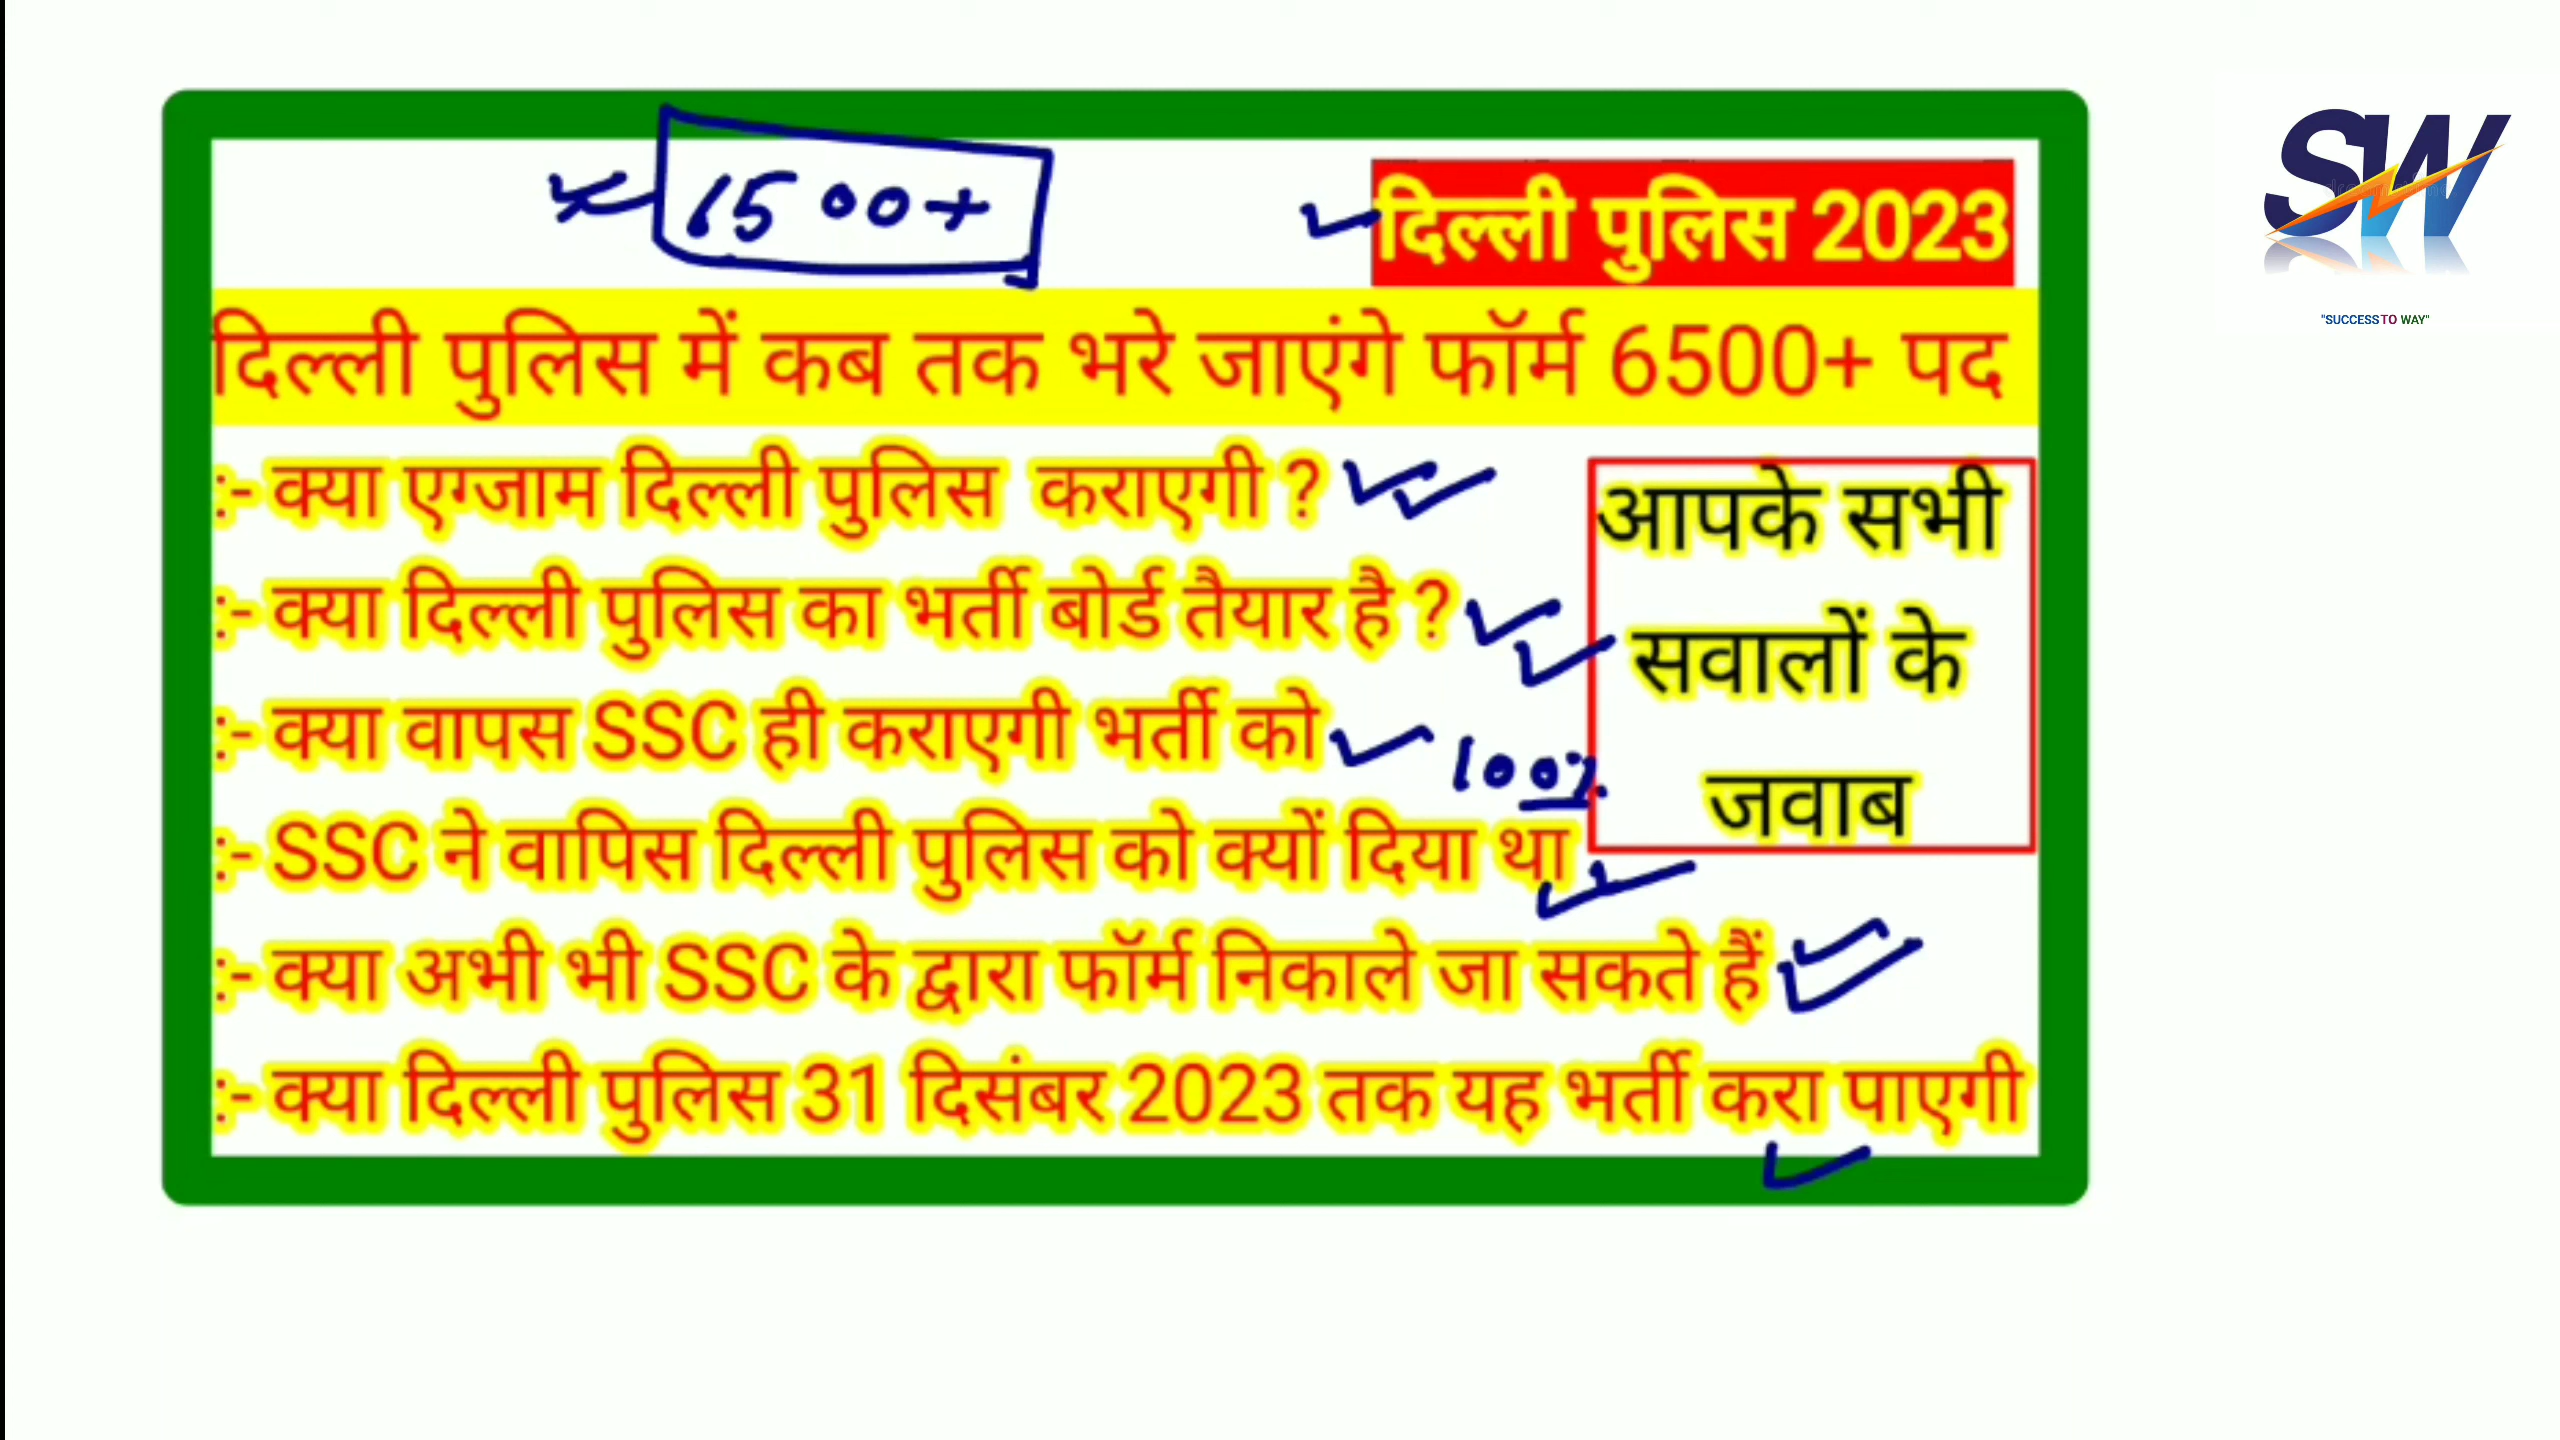 1500+
दिल्ली पुलिस 2023
SW
"SUCCESS TO WAY"
दिल्ली पुलिस में कब तक भरे जाएंगे फॉर्म 6500+ पद
:- क्या एग्जाम दिल्ली पुलिस कराएगी ?
:- क्या दिल्ली पुलिस का भर्ती बोर्ड तैयार है ?
:- क्या वापस SSC ही कराएगी भर्ती को
100%
:- SSC ने वापिस दिल्ली पुलिस को क्यों दिया था
:- क्या अभी भी SSC के द्वारा फॉर्म निकाले जा सकते हैं
:- क्या दिल्ली पुलिस 31 दिसंबर 2023 तक यह भर्ती करा पाएगी
आपके सभी
सवालों के
जवाब